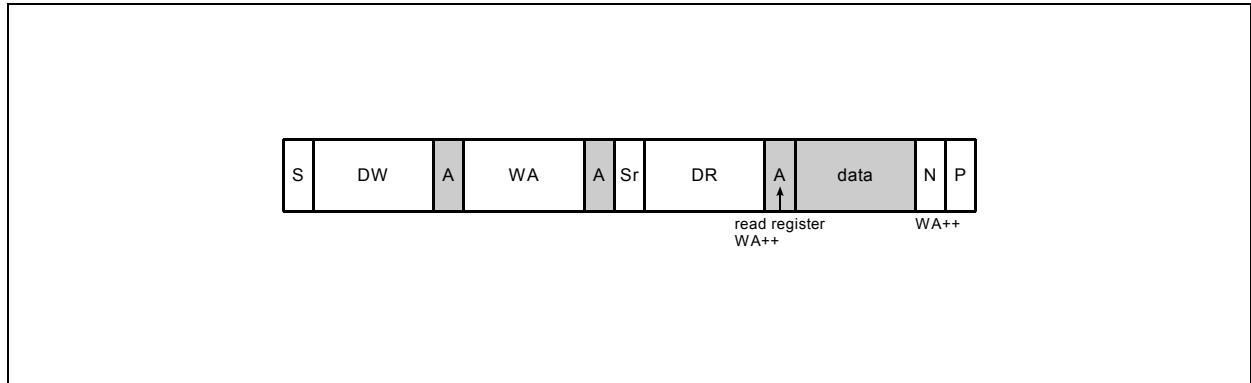 S DW A WA A Sr DR A data N P
read register WA++
WA++